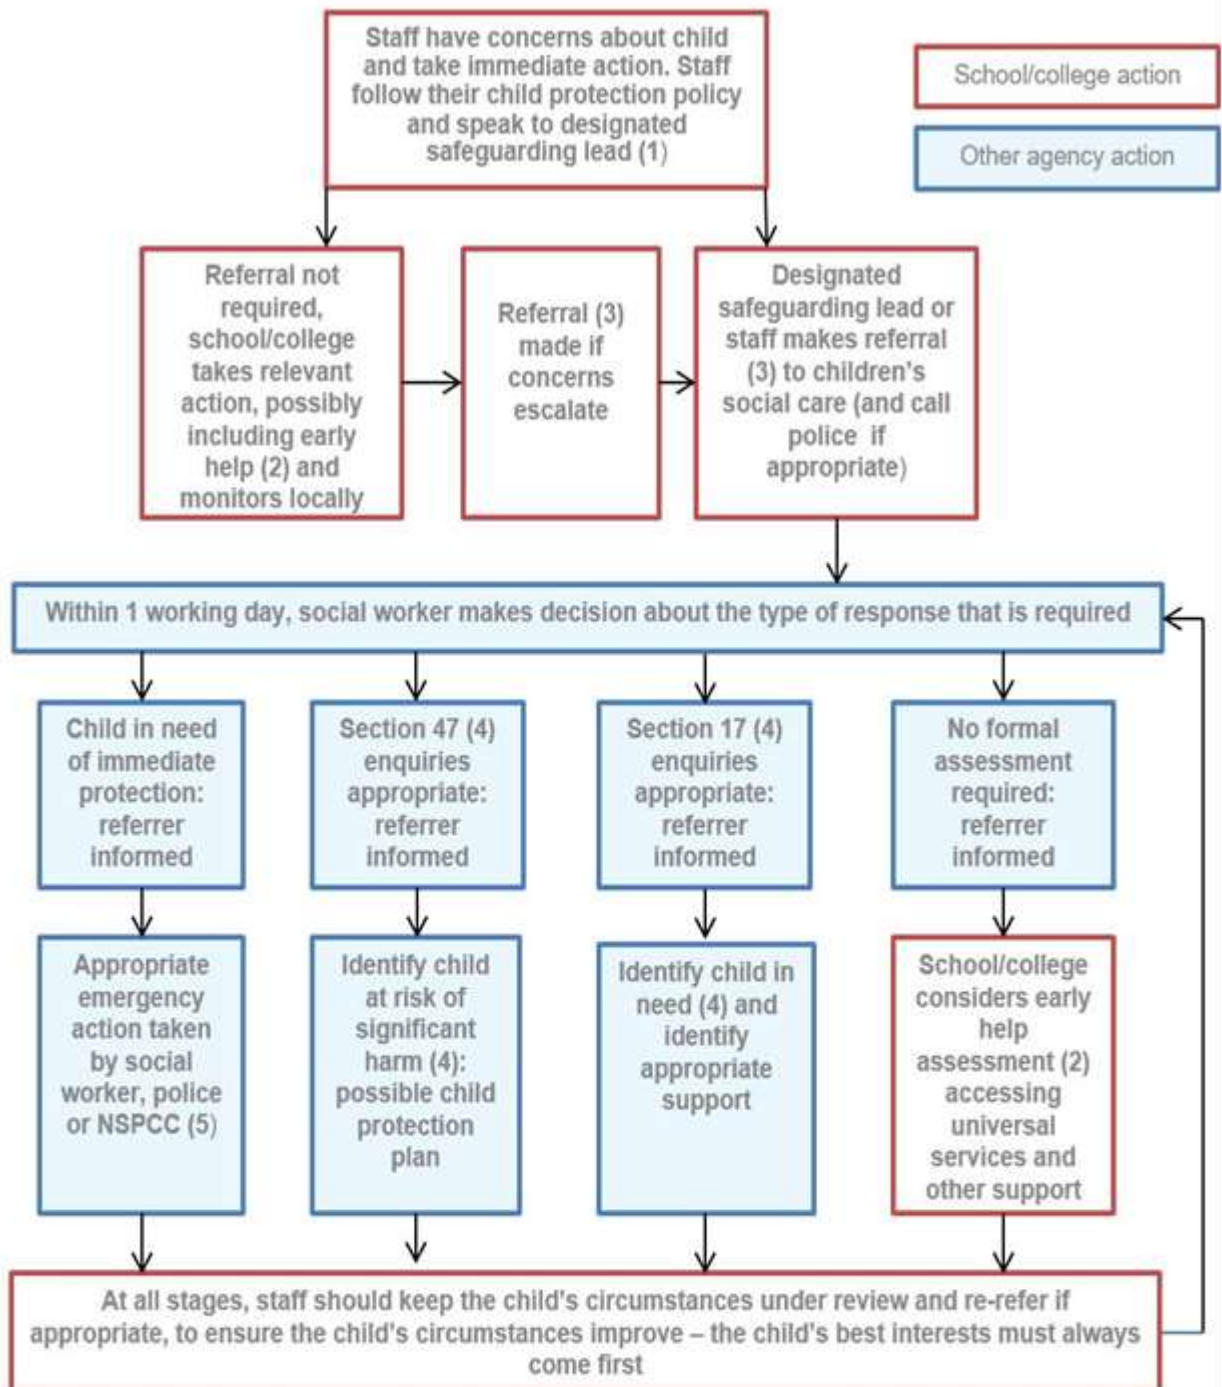 Staff have concerns about child
and take immediate action. Staff
follow their child protection policy
and speak to designated
safeguarding lead (1)
School/college action
Other agency action
Referral not
required,
school/college
takes relevant
action, possibly
including early
help (2) and
monitors locally
Referral (3)
made if
concerns
escalate
Designated
safeguarding lead or
staff makes referral
(3) to children's
social care (and call
police if
appropriate)
Within 1 working day, social worker makes decision about the type of response that is required
Child in need
of immediate
protection:
referrer
informed
Section 47 (4)
enquiries
appropriate:
referrer
informed
Section 17 (4)
enquiries
appropriate:
referrer
informed
No formal
assessment
required:
referrer
informed
Appropriate
emergency
action taken
by social
worker, police
or NSPCC (5)
Identify child
at risk of
significant
harm (4):
possible child
protection
plan
Identify child in
need (4) and
identify
appropriate
support
School/college
considers early
help
assessment (2)
accessing
universal
services and
other support
At all stages, staff should keep the child's circumstances under review and re-refer if
appropriate, to ensure the child's circumstances improve – the child's best interests must always
come first